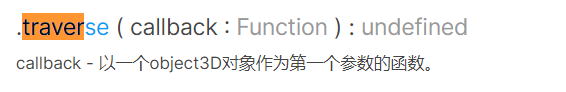 .traverse ( callback : Function ) : undefined
callback - 以一个object3D对象作为第一个参数的函数。